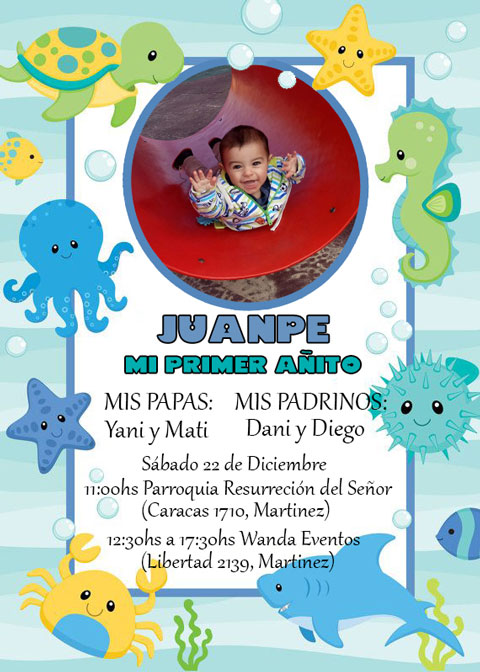 JUANPE
MI PRIMER AÑITO
MIS PAPAS: MIS PADRINOS:
Yani y Mati Dani y Diego
Sábado 22 de Diciembre
11:00hs Parroquia Resurreción del Señor
(Caracas 1710, Martinez)
12:30hs a 17:30hs Wanda Eventos
(Libertad 2139, Martinez)